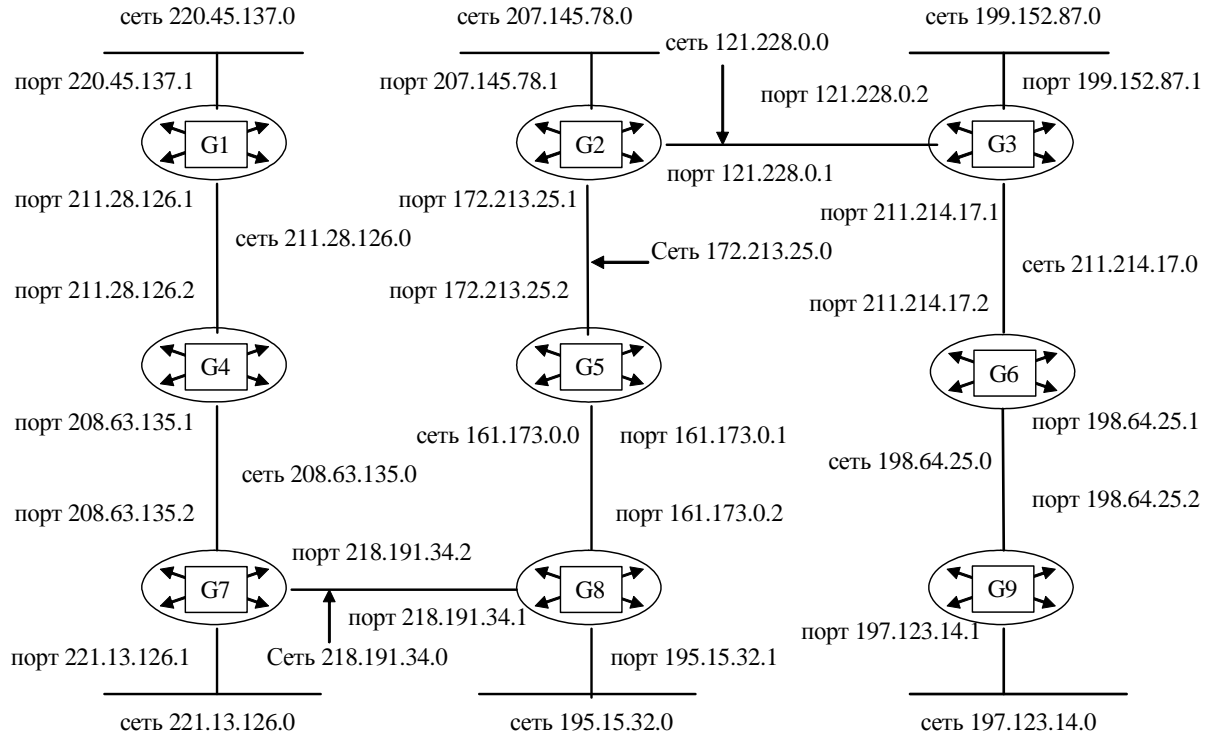 сеть 220.45.137.0
сеть 207.145.78.0
сеть 199.152.87.0
сеть 121.228.0.0
порт 220.45.137.1
порт 207.145.78.1
порт 121.228.0.2
порт 199.152.87.1
G1
G2
G3
порт 121.228.0.1
порт 211.28.126.1
порт 172.213.25.1
порт 211.214.17.1
сеть 211.28.126.0
Сеть 172.213.25.0
сеть 211.214.17.0
порт 211.28.126.2
порт 172.213.25.2
порт 211.214.17.2
G4
G5
G6
порт 208.63.135.1
сеть 161.173.0.0
порт 161.173.0.1
порт 198.64.25.1
сеть 208.63.135.0
сеть 198.64.25.0
порт 208.63.135.2
порт 161.173.0.2
порт 198.64.25.2
порт 218.191.34.2
G7
G8
G9
порт 218.191.34.1
порт 197.123.14.1
порт 221.13.126.1
Сеть 218.191.34.0
порт 195.15.32.1
сеть 221.13.126.0
сеть 195.15.32.0
сеть 197.123.14.0